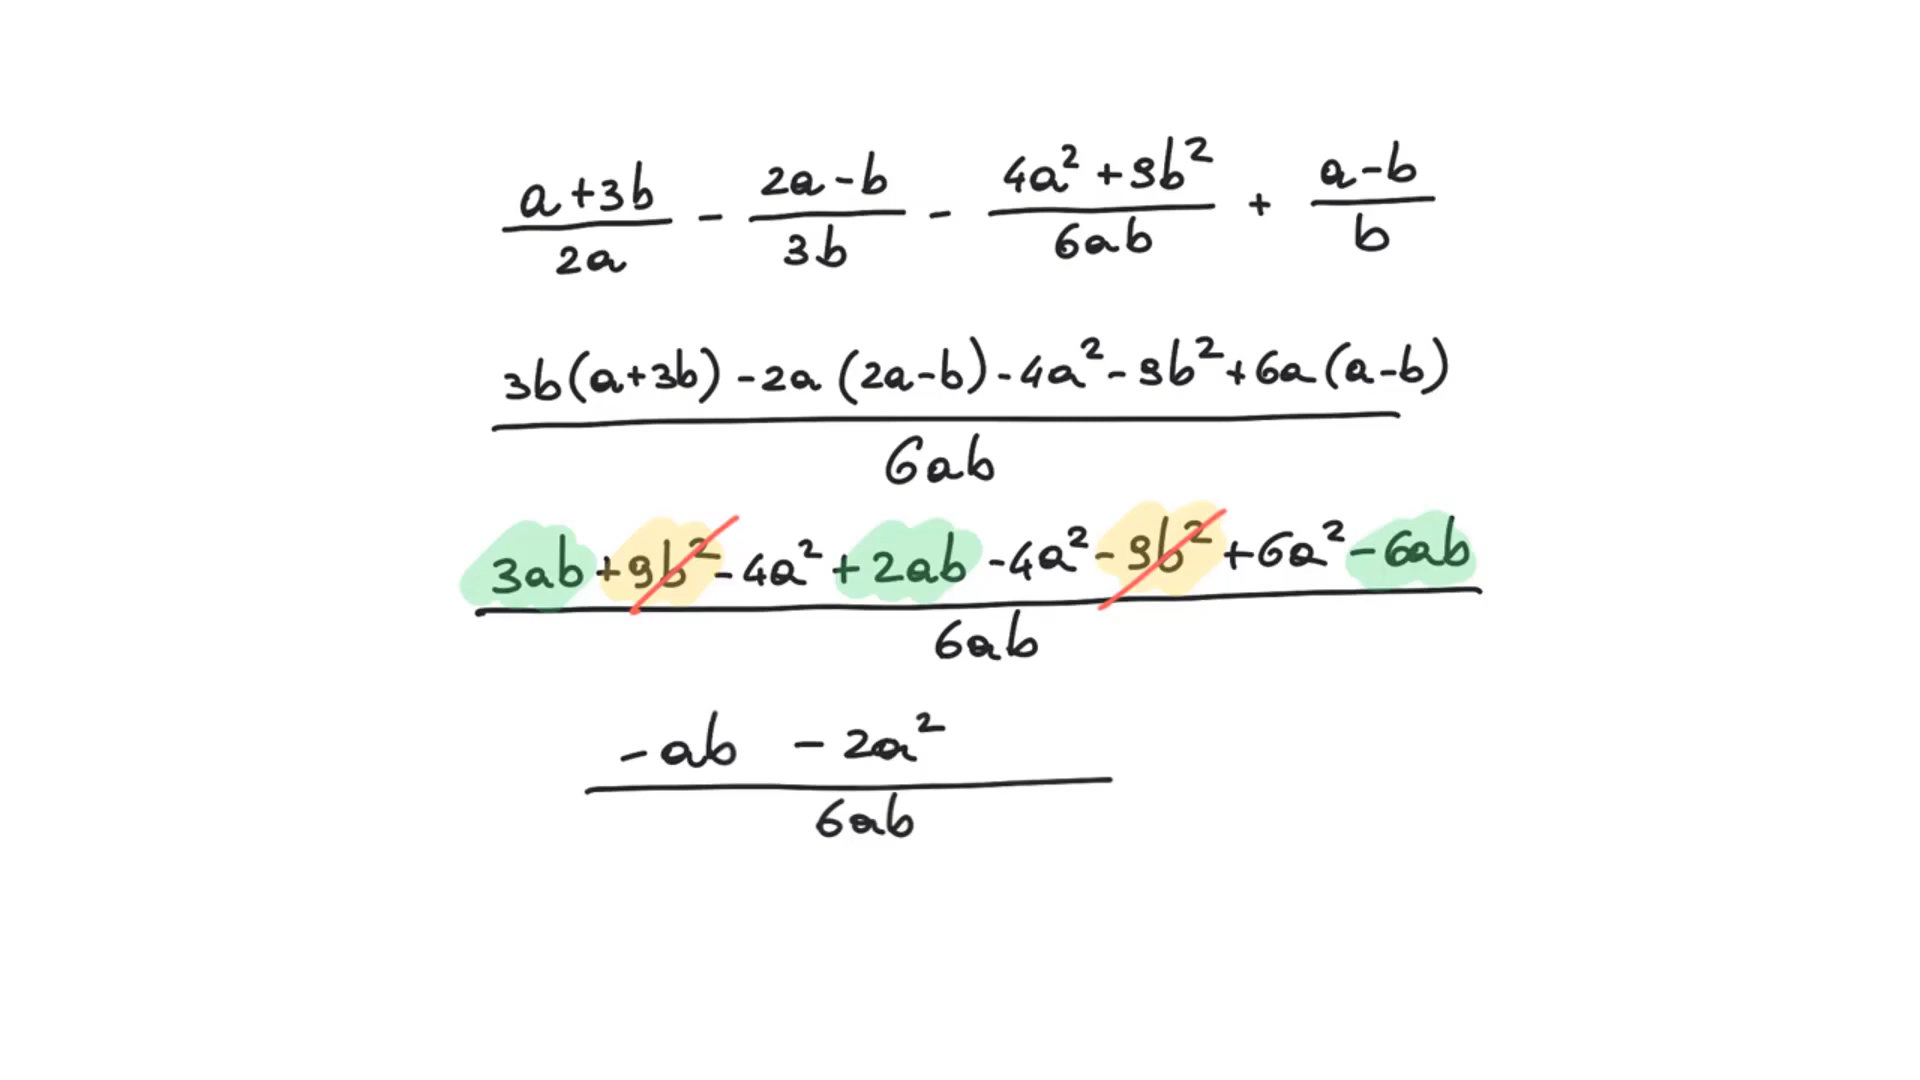 (a+3b)/(2a) - (2a-b)/(3b) - (4a²+9b²)/(6ab) + (a-b)/b
(3b(a+3b) -2a(2a-b) -4a² -9b² +6a(a-b))/(6ab)
(3ab +9b² -4a² +2ab -4a² -9b² +6a² -6ab)/(6ab)
(-ab - 2a²)/(6ab)